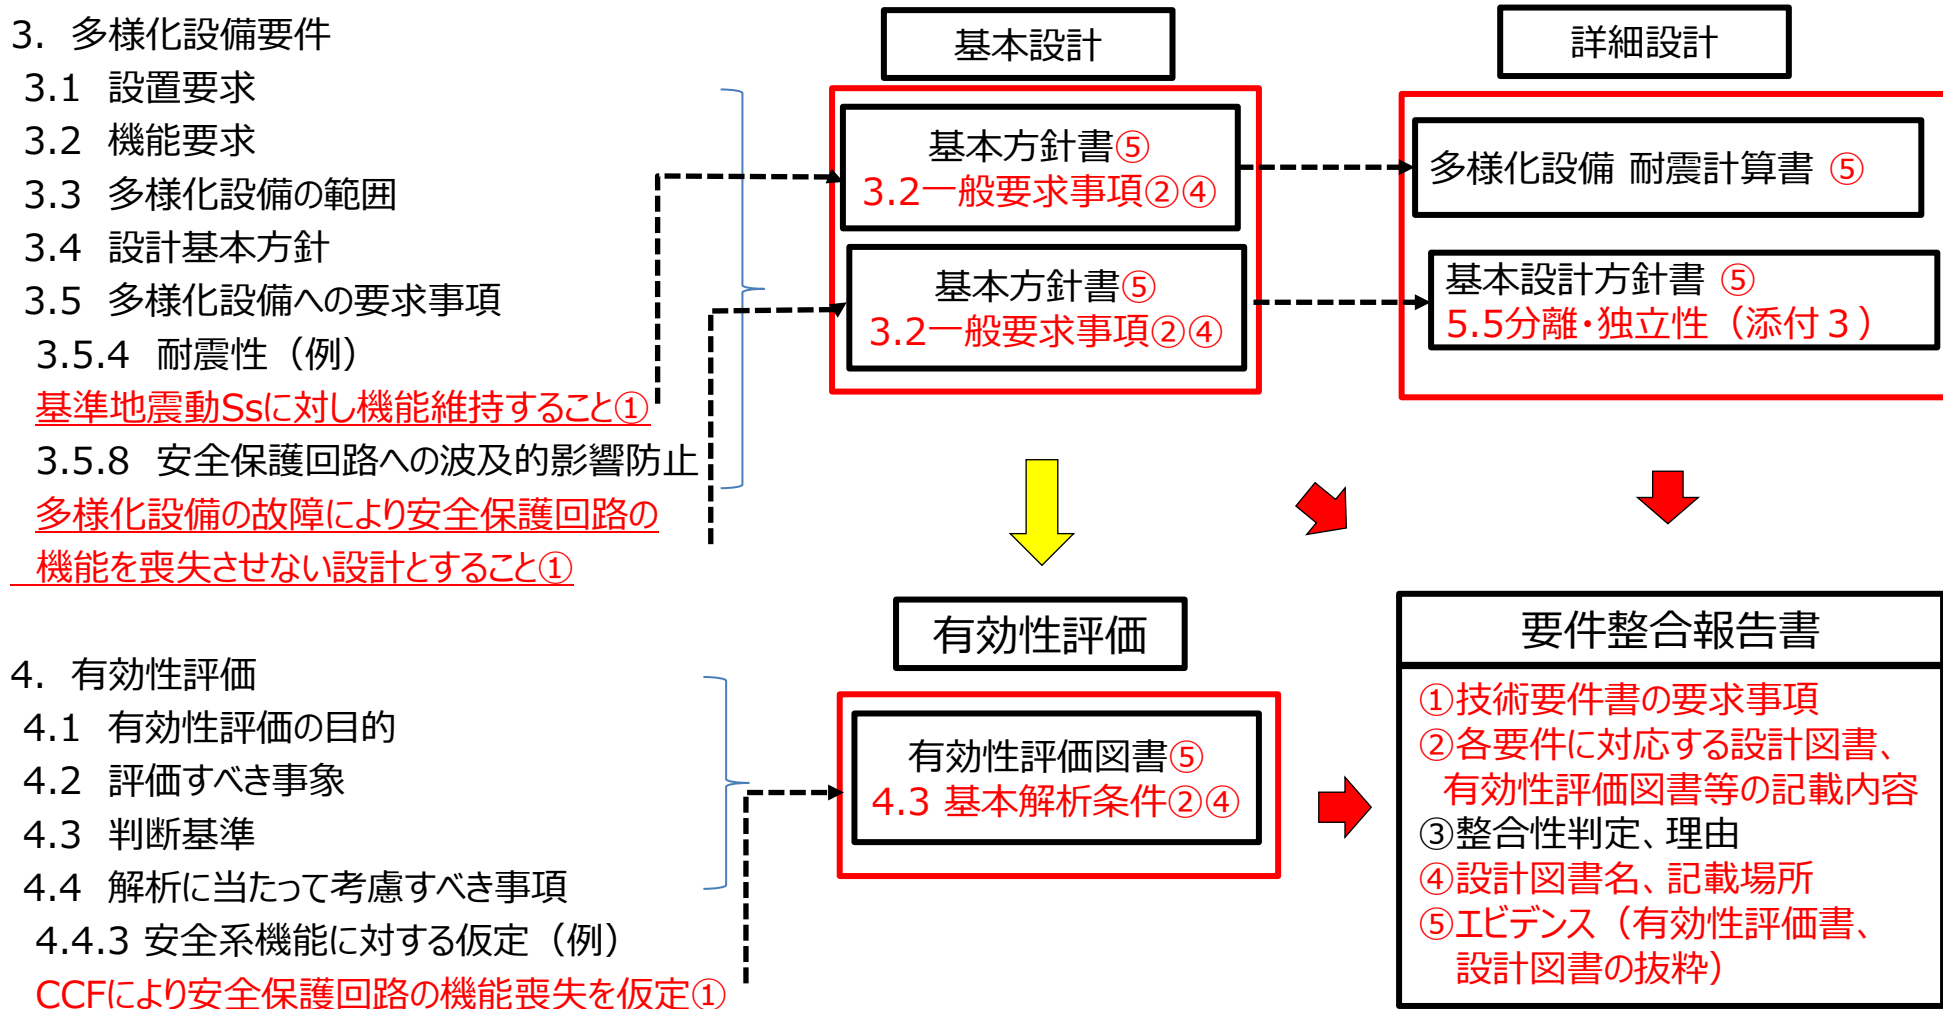 3. 多様化設備要件
3.1 設置要求
3.2 機能要求
3.3 多様化設備の範囲
3.4 設計基本方針
3.5 多様化設備への要求事項
3.5.4 耐震性（例）
基準地震動Ssに対し機能維持すること①
3.5.8 安全保護回路への波及的影響防止
多様化設備の故障により安全保護回路の
機能を喪失させない設計とすること①
4. 有効性評価
4.1 有効性評価の目的
4.2 評価すべき事象
4.3 判断基準
4.4 解析に当たって考慮すべき事項
4.4.3 安全系機能に対する仮定（例）
CCFにより安全保護回路の機能喪失を仮定①
基本設計
基本方針書⑤
3.2一般要求事項②④
基本方針書⑤
3.2一般要求事項②④
詳細設計
多様化設備 耐震計算書 ⑤
基本設計方針書 ⑤
5.5分離・独立性（添付３）
有効性評価
有効性評価図書⑤
4.3 基本解析条件②④
要件整合報告書
①技術要件書の要求事項
②各要件に対応する設計図書、
有効性評価図書等の記載内容
③整合性判定、理由
④設計図書名、記載場所
⑤エビデンス（有効性評価書、
設計図書の抜粋）